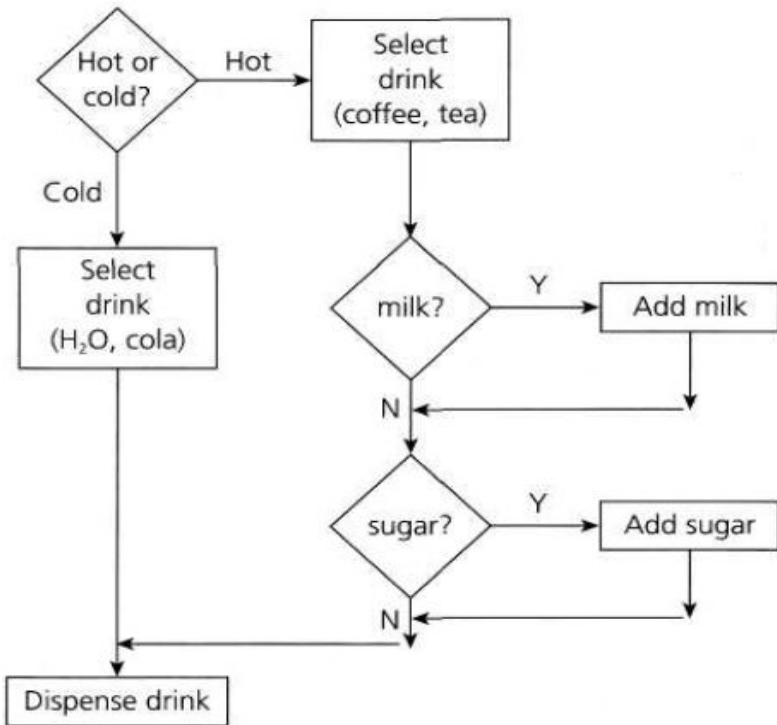 Hot or
cold?
Hot
Select
drink
(coffee, tea)
Cold
Select
drink
(H₂O, cola)
milk?
Y
Add milk
N
sugar?
Y
Add sugar
N
Dispense drink